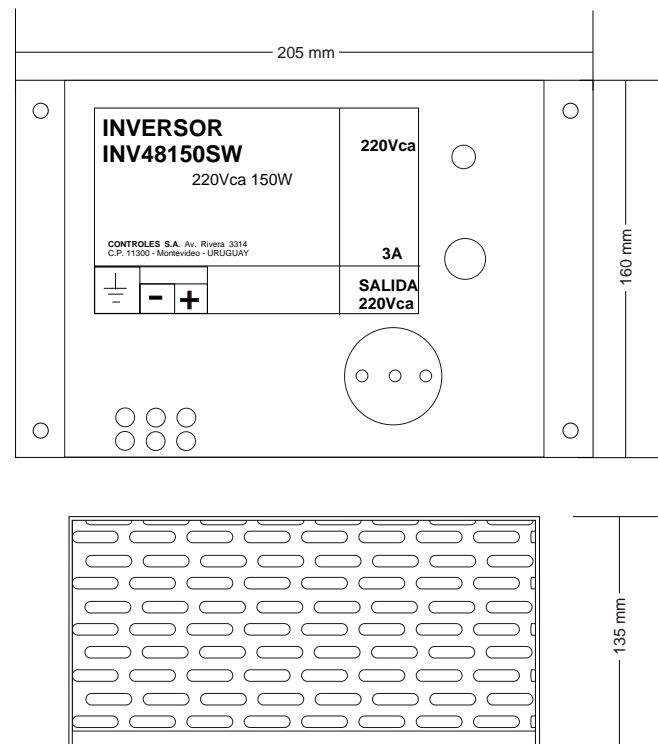 205 mm
INVERSOR
INV48150SW
220Vca 150W
220Vca
CONTROLES S.A. Av. Rivera 3314
C.P. 11300 - Montevideo - URUGUAY
3A
- +
SALIDA
220Vca
160 mm
135 mm